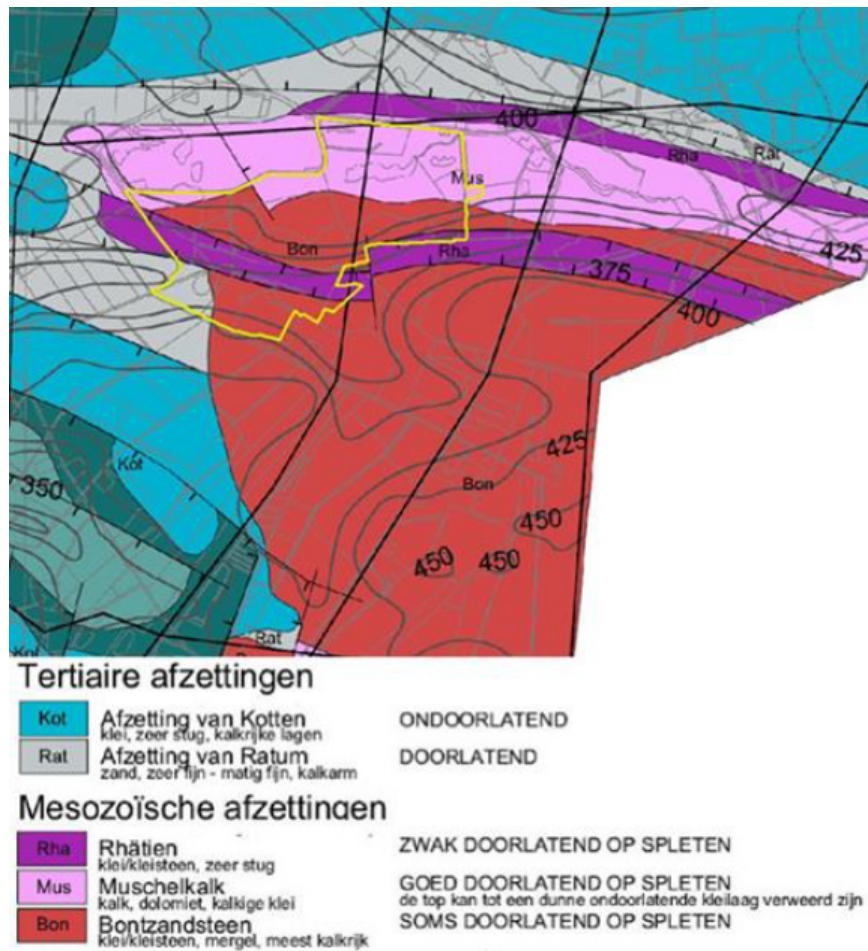 400
Rha
Rat
Mus
Bon
Rha
425
375
400
Kot
425
Bon
350
450
450
450
Rat
Kot
Tertiaire afzettingen
Kot Afzetting van Kotten ONDOORLATEND
klei, zeer stug, kalkrijke lagen
Rat Afzetting van Ratum DOORLATEND
zand, zeer fijn - matig fijn, kalkarm
Mesozoïsche afzettingen
Rha Rhätien ZWAK DOORLATEND OP SPLETEN
klei/kleisteen, zeer stug
Mus Muschelkalk GOED DOORLATEND OP SPLETEN
kalk, dolomiet, kalkige klei de top kan tot een dunne ondoorlatende kleilaag verweerd zijn
Bon Bontzandsteen SOMS DOORLATEND OP SPLETEN
klei/kleisteen, mergel, meest kalkrijk